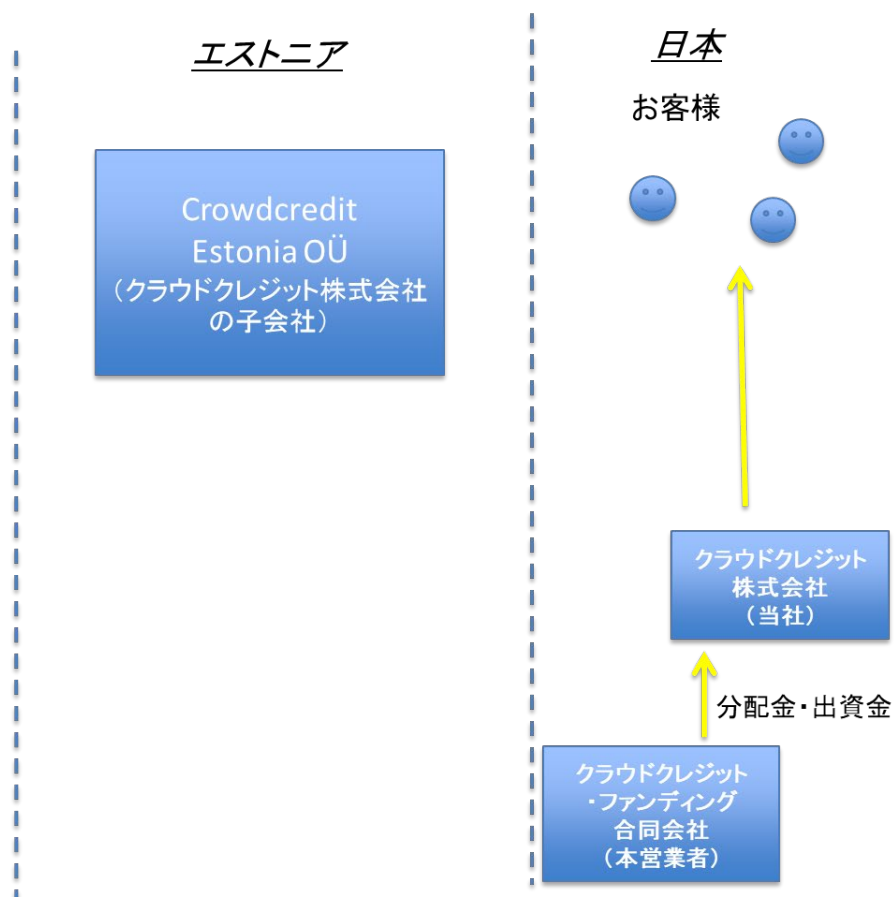 エストニア
日本
お客様
Crowdcredit
Estonia OÜ
（クラウドクレジット株式会社
の子会社）
クラウドクレジット
株式会社
（当社）
分配金・出資金
クラウドクレジット
・ファンディング
合同会社
（本営業者）